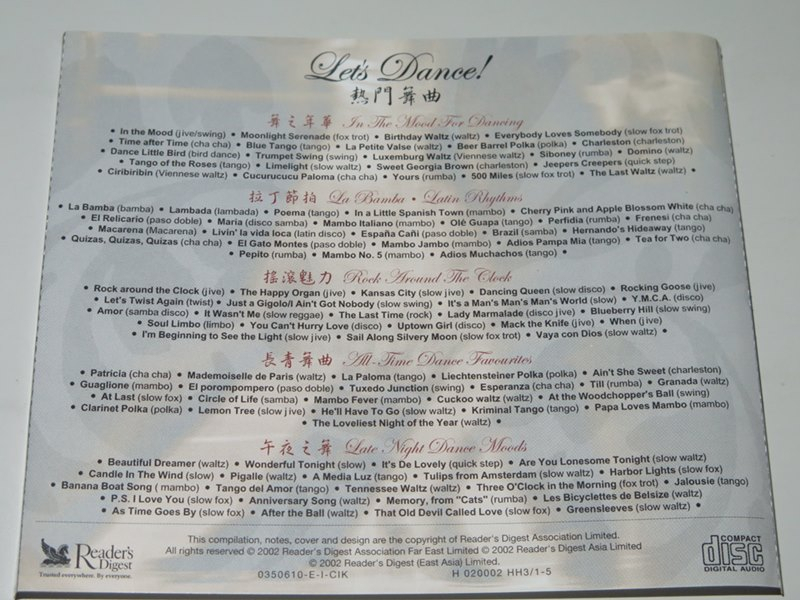 Let's Dance!
熱門舞曲
舞之年華 In The Mood For Dancing
• In the Mood (jive/swing) • Moonlight Serenade (fox trot) • Birthday Waltz (waltz) • Everybody Loves Somebody (slow fox trot)
• Time after Time (cha cha) • Blue Tango (tango) • La Petite Valse (waltz) • Beer Barrel Polka (polka) • Charleston (charleston)
• Dance Little Bird (bird dance) • Trumpet Swing (swing) • Luxemburg Waltz (Viennese waltz) • Siboney (rumba) • Domino (waltz)
• Tango of the Roses (tango) • Limelight (slow waltz) • Sweet Georgia Brown (charleston) • Jeepers Creepers (quick step)
• Ciribiribin (Viennese waltz) • Cucurucucu Paloma (cha cha) • Yours (rumba) • 500 Miles (slow fox trot) • The Last Waltz (waltz) •
拉丁節拍 La Bamba • Latin Rhythms
• La Bamba (bamba) • Lambada (lambada) • Poema (tango) • In a Little Spanish Town (mambo) • Cherry Pink and Apple Blossom White (cha cha)
• El Relicario (paso doble) • Maria (disco samba) • Mambo Italiano (mambo) • Olé Guapa (tango) • Perfidia (rumba) • Frenesi (cha cha)
• Macarena (Macarena) • Livin' la vida loca (latin disco) • España Cañi (paso doble) • Brazil (samba) • Hernando's Hideaway (tango)
• Quizas, Quizas, Quizas (cha cha) • El Gato Montes (paso doble) • Mambo Jambo (mambo) • Adios Pampa Mia (tango) • Tea for Two (cha cha)
• Pepito (rumba) • Mambo No. 5 (mambo) • Adios Muchachos (tango) •
搖滾魅力 Rock Around The Clock
• Rock around the Clock (jive) • The Happy Organ (jive) • Kansas City (slow jive) • Dancing Queen (slow disco) • Rocking Goose (jive)
• Let's Twist Again (twist) • Just a Gigolo/I Ain't Got Nobody (slow swing) • It's a Man's Man's Man's World (slow) • Y.M.C.A. (disco)
• Amor (samba disco) • It Wasn't Me (slow reggae) • The Last Time (rock) • Lady Marmalade (disco jive) • Blueberry Hill (slow swing)
• Soul Limbo (limbo) • You Can't Hurry Love (disco) • Uptown Girl (disco) • Mack the Knife (jive) • When (jive)
• I'm Beginning to See the Light (slow jive) • Sail Along Silvery Moon (slow fox trot) • Vaya con Dios (slow waltz) •
長青舞曲 All-Time Dance Favourites
• Patricia (cha cha) • Mademoiselle de Paris (waltz) • La Paloma (tango) • Liechtensteiner Polka (polka) • Ain't She Sweet (charleston)
• Guaglione (mambo) • El porompompero (paso doble) • Tuxedo Junction (swing) • Esperanza (cha cha) • Till (rumba) • Granada (waltz)
• At Last (slow fox) • Circle of Life (samba) • Mambo Fever (mambo) • Cuckoo waltz (waltz) • At the Woodchopper's Ball (swing)
• Clarinet Polka (polka) • Lemon Tree (slow jive) • He'll Have To Go (slow waltz) • Kriminal Tango (tango) • Papa Loves Mambo (mambo)
• The Loveliest Night of the Year (waltz) •
午夜之舞 Late Night Dance Moods
• Beautiful Dreamer (waltz) • Wonderful Tonight (slow) • It's De Lovely (quick step) • Are You Lonesome Tonight (slow waltz)
• Candle In The Wind (slow) • Pigalle (waltz) • A Media Luz (tango) • Tulips from Amsterdam (slow waltz) • Harbor Lights (slow fox)
• Banana Boat Song ( mambo) • Tango del Amor (tango) • Tennessee Waltz (waltz) • Three O'Clock in the Morning (fox trot) • Jalousie (tango)
• P.S. I Love You (slow fox) • Anniversary Song (waltz) • Memory, from "Cats" (rumba) • Les Bicyclettes de Belsize (waltz)
• As Time Goes By (slow fox) • After the Ball (waltz) • That Old Devil Called Love (slow fox) • Greensleeves (slow waltz) •
This compilation, notes, cover and design are the copyright of Reader's Digest Association Limited.
All rights reserved © 2002 Reader's Digest Association Far East Limited © 2002 Reader's Digest Asia Limited
© 2002 Reader's Digest (East Asia) Limited.
0350610-E-I-CIK H 020002 HH3/1-5
Reader's
Digest
Trusted everywhere. By everyone.
COMPACT
disc
DIGITAL AUDIO